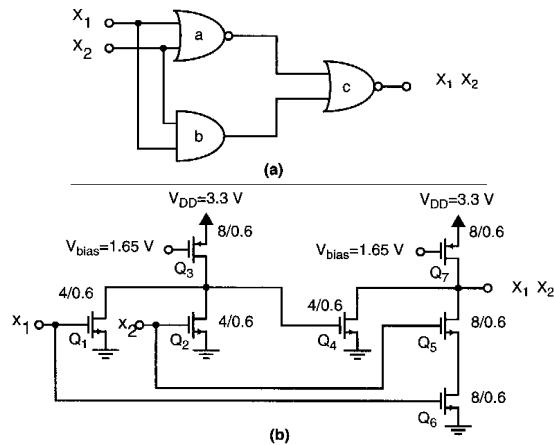 X1
X2
a
b
c
X1 X2
(a)
VDD=3.3 V
8/0.6
Vbias=1.65 V
Q3
4/0.6
X1
Q1
X2
4/0.6
Q2
VDD=3.3 V
8/0.6
Vbias=1.65 V
Q7
4/0.6
Q4
X1 X2
8/0.6
Q5
8/0.6
Q6
(b)